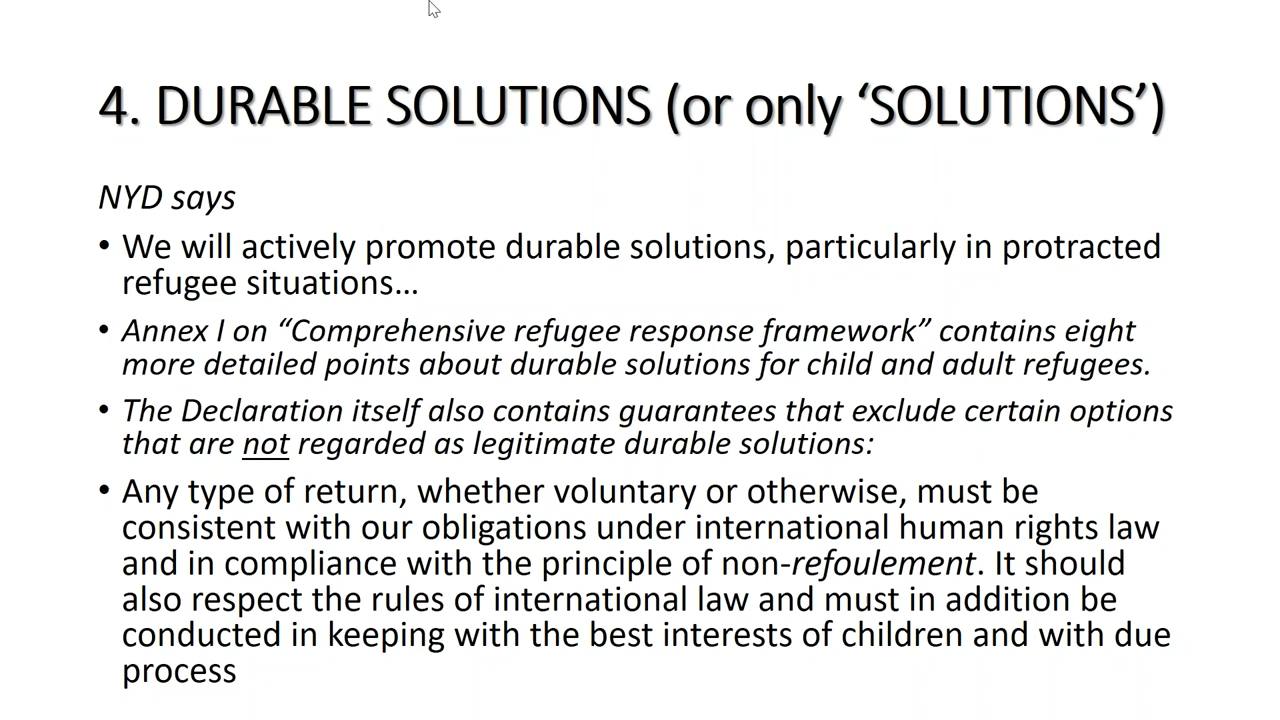 4. DURABLE SOLUTIONS (or only ‘SOLUTIONS’)
NYD says
• We will actively promote durable solutions, particularly in protracted
refugee situations…
• Annex I on “Comprehensive refugee response framework” contains eight
more detailed points about durable solutions for child and adult refugees.
• The Declaration itself also contains guarantees that exclude certain options
that are not regarded as legitimate durable solutions:
• Any type of return, whether voluntary or otherwise, must be
consistent with our obligations under international human rights law
and in compliance with the principle of non-refoulement. It should
also respect the rules of international law and must in addition be
conducted in keeping with the best interests of children and with due
process